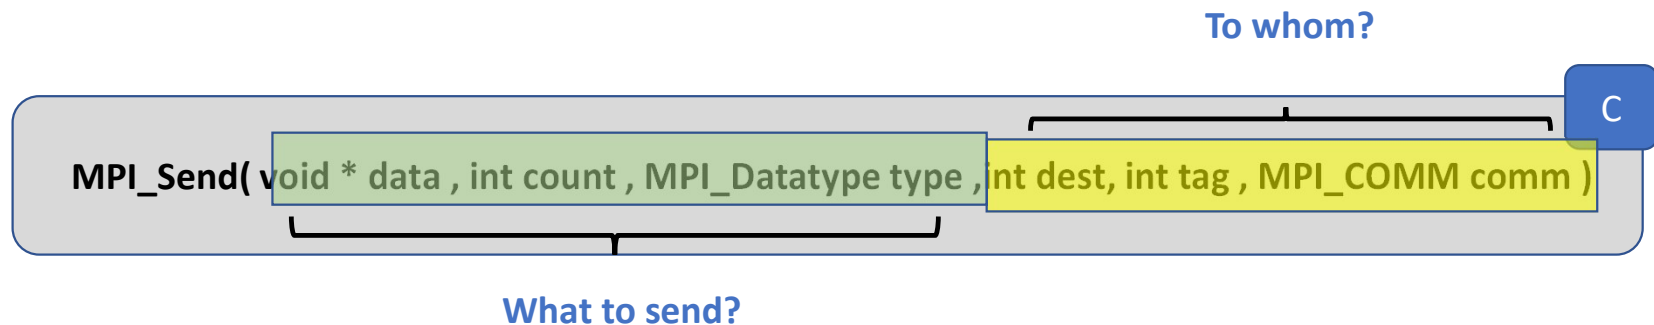 To whom?
C
MPI_Send( void * data , int count , MPI_Datatype type ,int dest, int tag , MPI_COMM comm )
What to send?